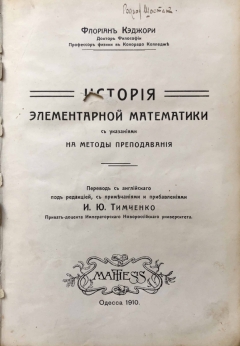 Флоріанъ Кэджори
Докторъ Философіи
Профессоръ физики въ Колорадо Колледжѣ
ИСТОРІЯ
ЭЛЕМЕНТАРНОЙ МАТЕМАТИКИ
съ указаніями
НА МЕТОДЫ ПРЕПОДАВАНІЯ
Переводъ съ англійскаго
подъ редакціей, съ примѣчаніями и прибавленіями
И. Ю. Тимченко
Приватъ-доцента Императорскаго Новороссійскаго университета.
MATHESIS
Одесса 1910.